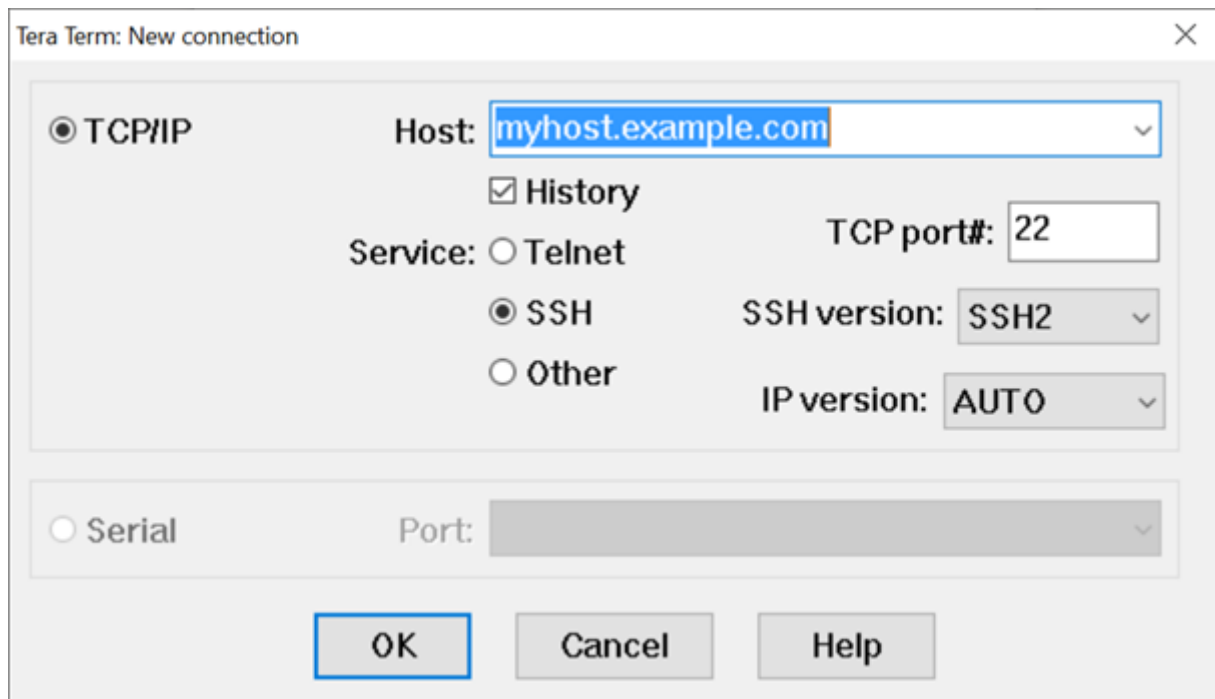 Tera Term: New connection
TCP/IP
Host: myhost.example.com
History
TCP port#: 22
Service: Telnet
SSH
SSH version: SSH2
Other
IP version: AUTO
Serial
Port:
OK
Cancel
Help